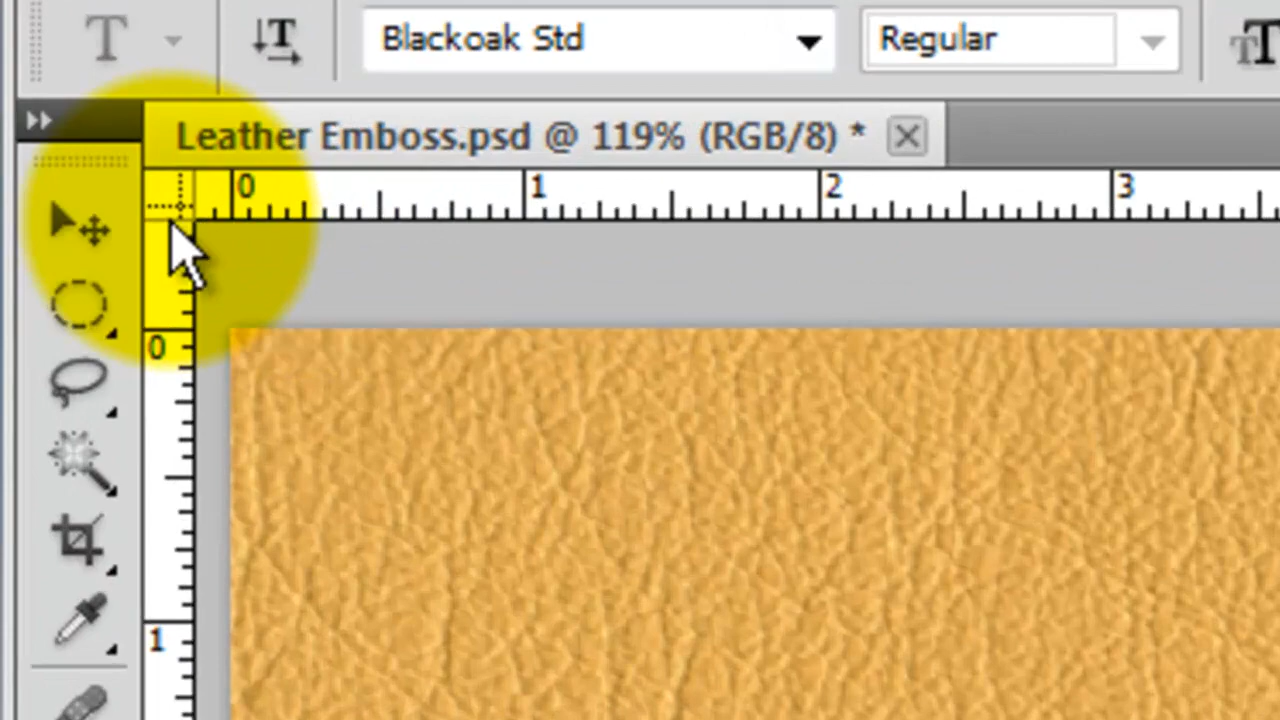 T T Blackoak Std Regular T
Leather Emboss.psd @ 119% (RGB/8) *
0 1 2 3
0
1